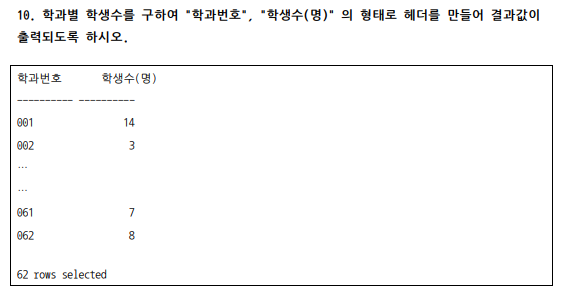 10. 학과별 학생수를 구하여 "학과번호", "학생수(명)" 의 형태로 헤더를 만들어 결과값이
출력되도록 하시오.
학과번호 학생수(명)
---------- ----------
001 14
002 3
…
…
061 7
062 8
62 rows selected